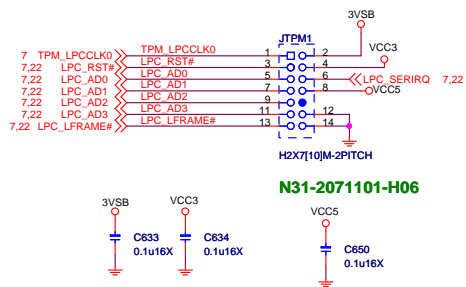 3VSB
JTPM1
VCC3
7 TPM_LPCCLK0 TPM_LPCCLK0 1 2
7,22 LPC_RST# LPC_RST# 3 4
7,22 LPC_AD0 LPC_AD0 5 6 LPC_SERIRQ 7,22
7,22 LPC_AD1 LPC_AD1 7 8 VCC5
7,22 LPC_AD2 LPC_AD2 9
7,22 LPC_AD3 LPC_AD3 11 12
7,22 LPC_LFRAME# LPC_LFRAME# 13 14
H2X7[10]M-2PITCH
N31-2071101-H06
3VSB VCC3 VCC5
C633 C634 C650
0.1u16X 0.1u16X 0.1u16X